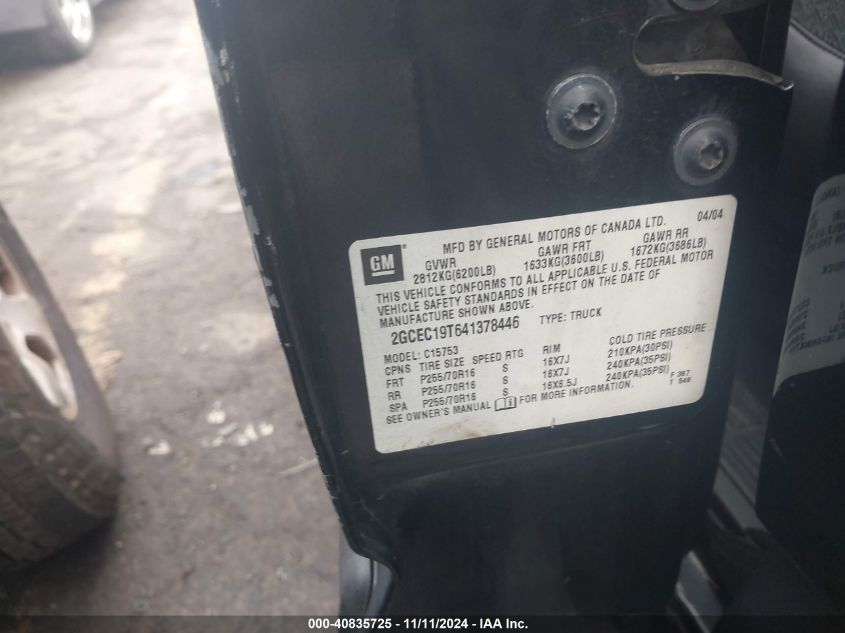 MFD BY GENERAL MOTORS OF CANADA LTD. 04/04
GM
GVWR GAWR FRT GAWR RR
2812KG(6200LB) 1633KG(3600LB) 1672KG(3686LB)
THIS VEHICLE CONFORMS TO ALL APPLICABLE U.S. FEDERAL MOTOR
VEHICLE SAFETY STANDARDS IN EFFECT ON THE DATE OF
MANUFACTURE SHOWN ABOVE.
2GCEC19T641378446 TYPE: TRUCK
MODEL: C15753
CPNS TIRE SIZE SPEED RTG RIM COLD TIRE PRESSURE
FRT P255/70R16 S 16X7J 210KPA(30PSI)
RR P255/70R16 S 16X7J 240KPA(35PSI)
SPA P255/70R16 S 16X6.5J 240KPA(35PSI)
SEE OWNER'S MANUAL FOR MORE INFORMATION.
F 387
T 548
000-40835725 - 11/11/2024 - IAA Inc.